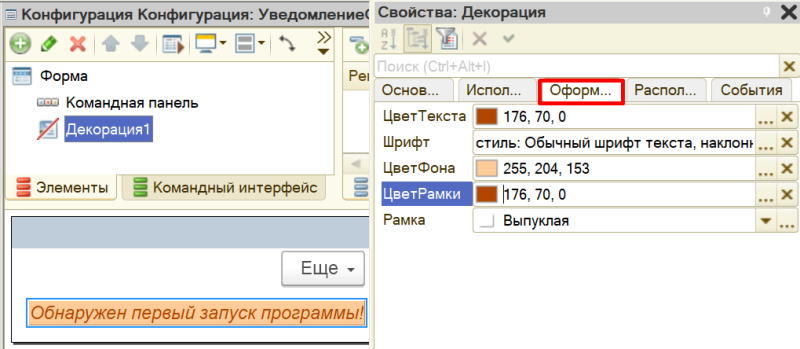 Конфигурация Конфигурация: Уведомление
Форма
Командная панель
Декорация1
Элементы
Командный интерфейс
Еще
Обнаружен первый запуск программы!
Свойства: Декорация
Поиск (Ctrl+Alt+I)
Основ...
Испол...
Оформ...
Распол...
События
ЦветТекста
176, 70, 0
Шрифт
стиль: Обычный шрифт текста, наклонн
ЦветФона
255, 204, 153
ЦветРамки
176, 70, 0
Рамка
Выпуклая